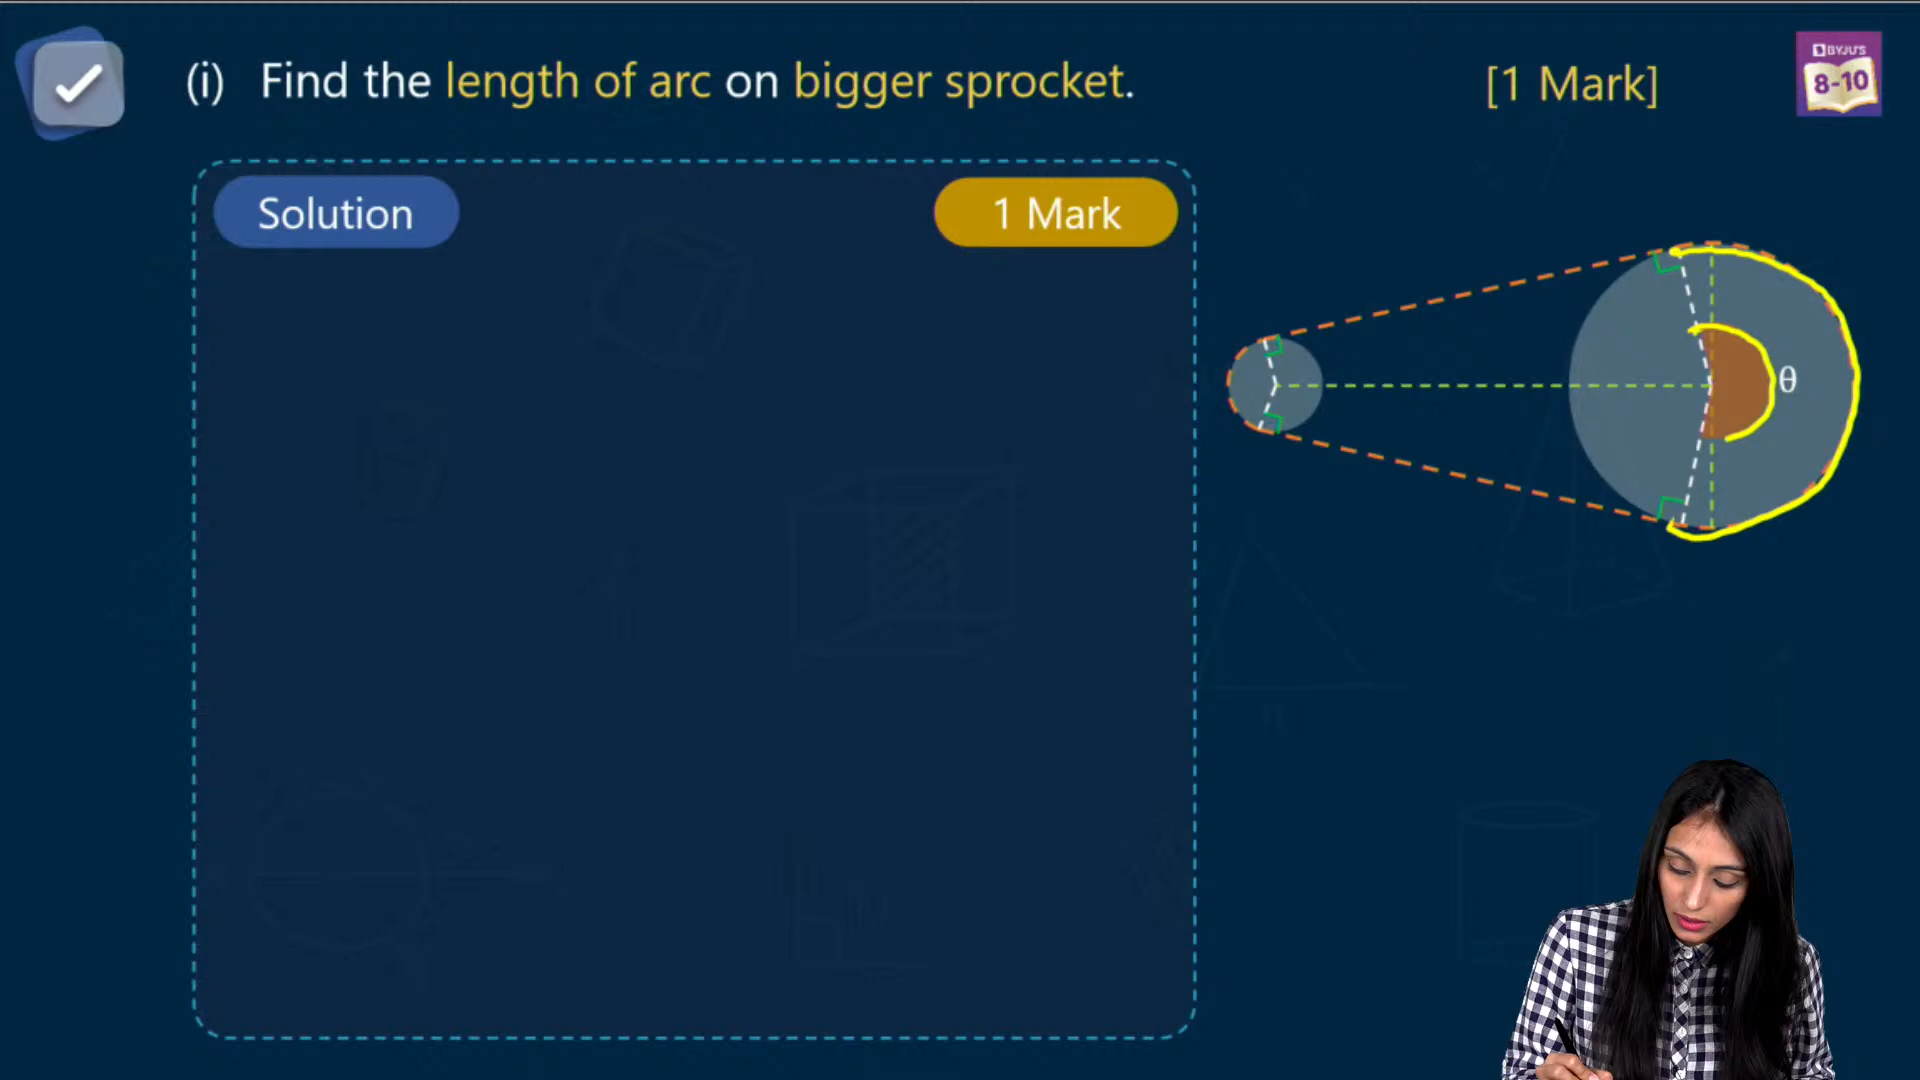 (i) Find the length of arc on bigger sprocket. [1 Mark]
BYJU'S
8-10
Solution
1 Mark
θ